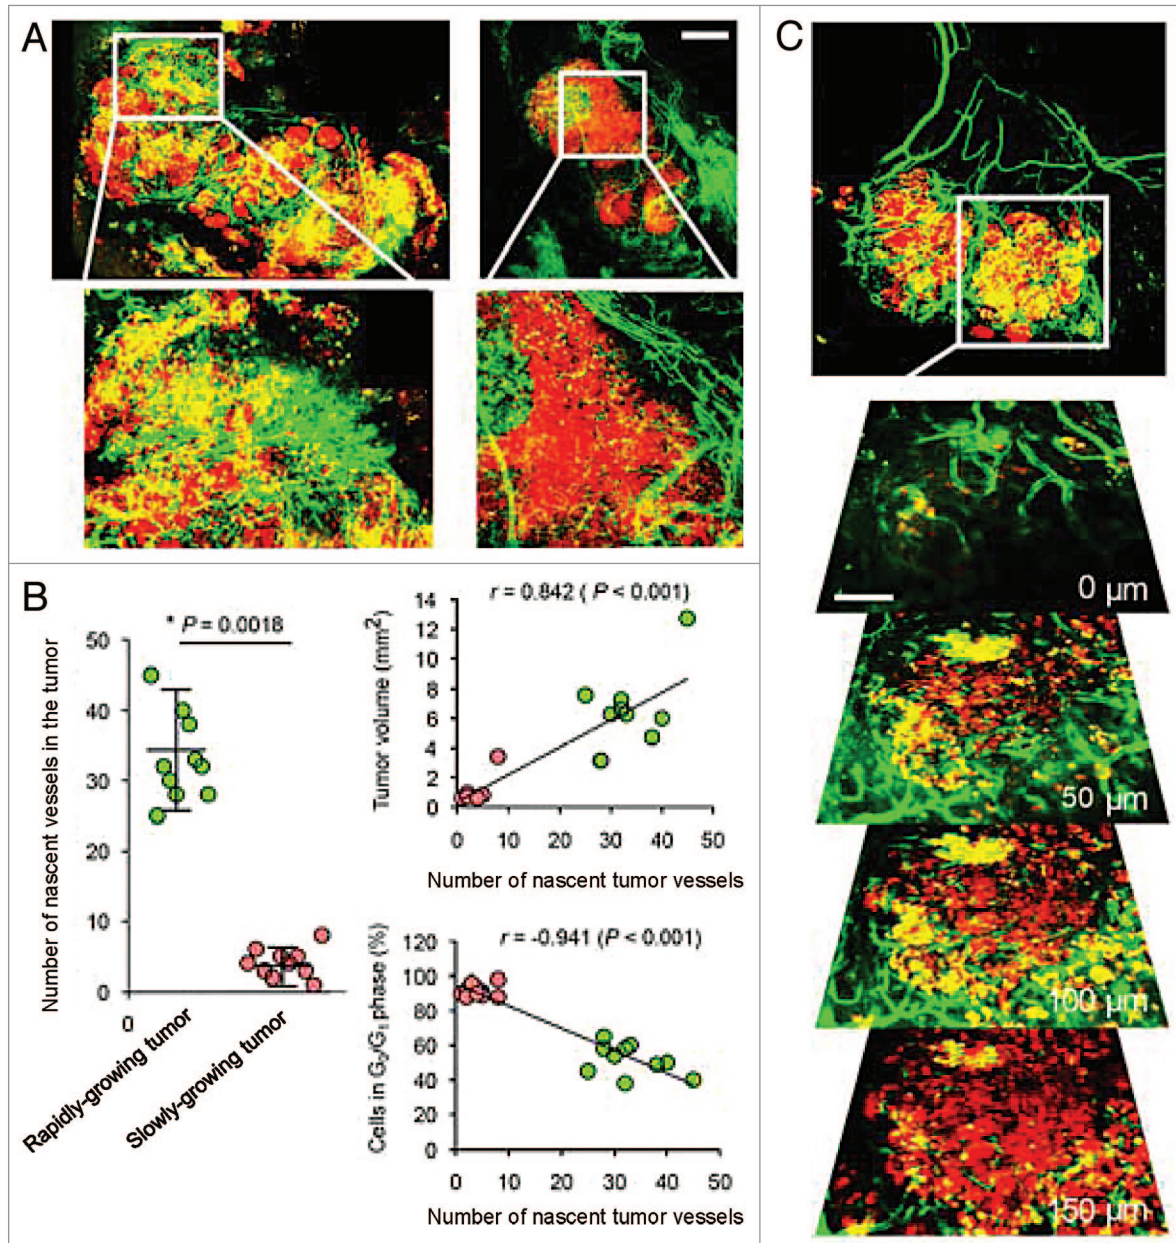 A
B
* P = 0.0018
Number of nascent vessels in the tumor
50
40
30
20
10
0
0
Rapidly-growing tumor
Slowly-growing tumor
r = 0.842 ( P < 0.001)
Tumor volume (mm²)
14
12
10
8
6
4
2
0
0 10 20 30 40 50
Number of nascent tumor vessels
r = -0.941 (P < 0.001)
Cells in G₀/G₁ phase (%)
120
100
80
60
40
20
0
0 10 20 30 40 50
Number of nascent tumor vessels
C
0 µm
50 µm
100 µm
150 µm